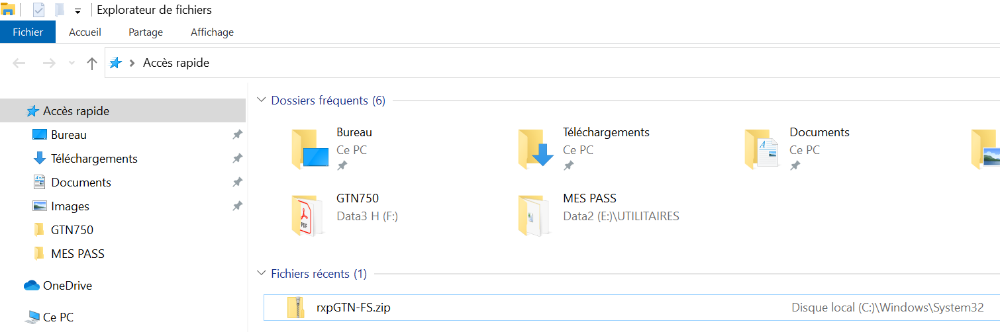 Explorateur de fichiers
Fichier Accueil Partage Affichage
Accès rapide
Accès rapide
Bureau
Téléchargements
Documents
Images
GTN750
MES PASS
OneDrive
Ce PC
Dossiers fréquents (6)
Bureau
Ce PC
Téléchargements
Ce PC
Documents
Ce PC
GTN750
Data3 H (F:)
MES PASS
Data2 (E:)\UTILITAIRES
Fichiers récents (1)
rxpGTN-FS.zip Disque local (C:)\Windows\System32